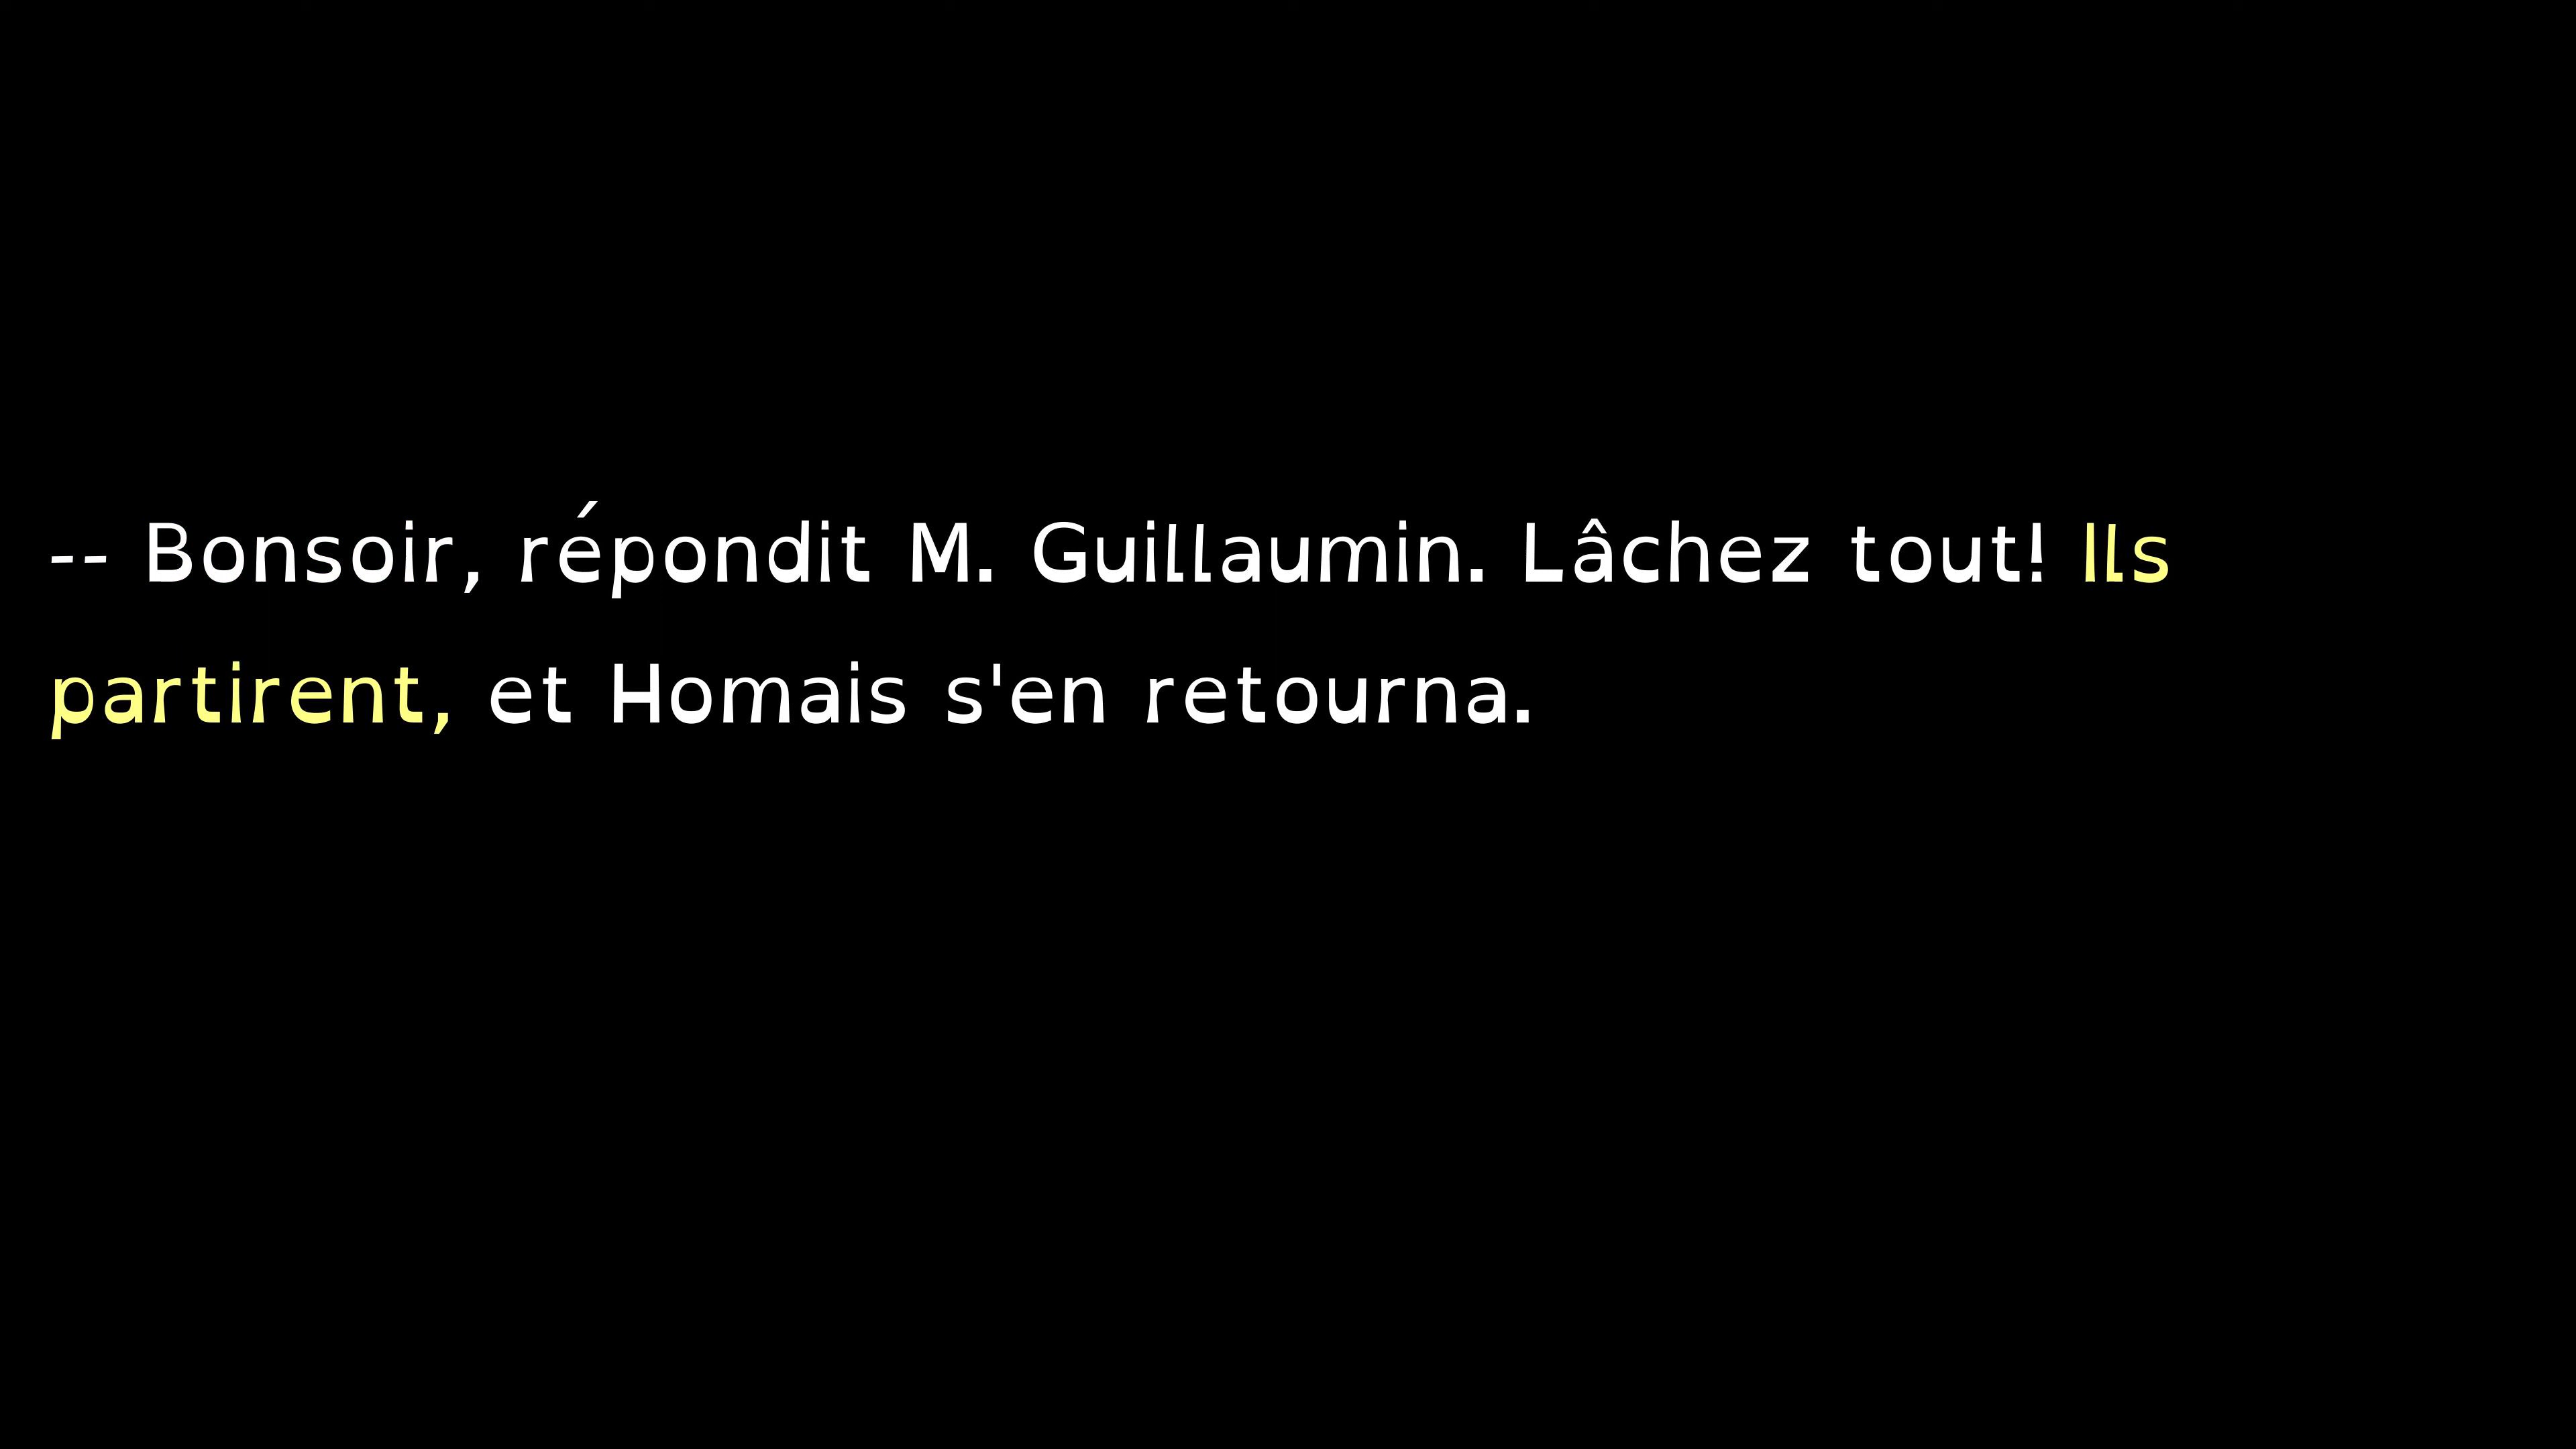 -- Bonsoir, répondit M. Guillaumin. Lâchez tout! Ils
partirent, et Homais s'en retourna.